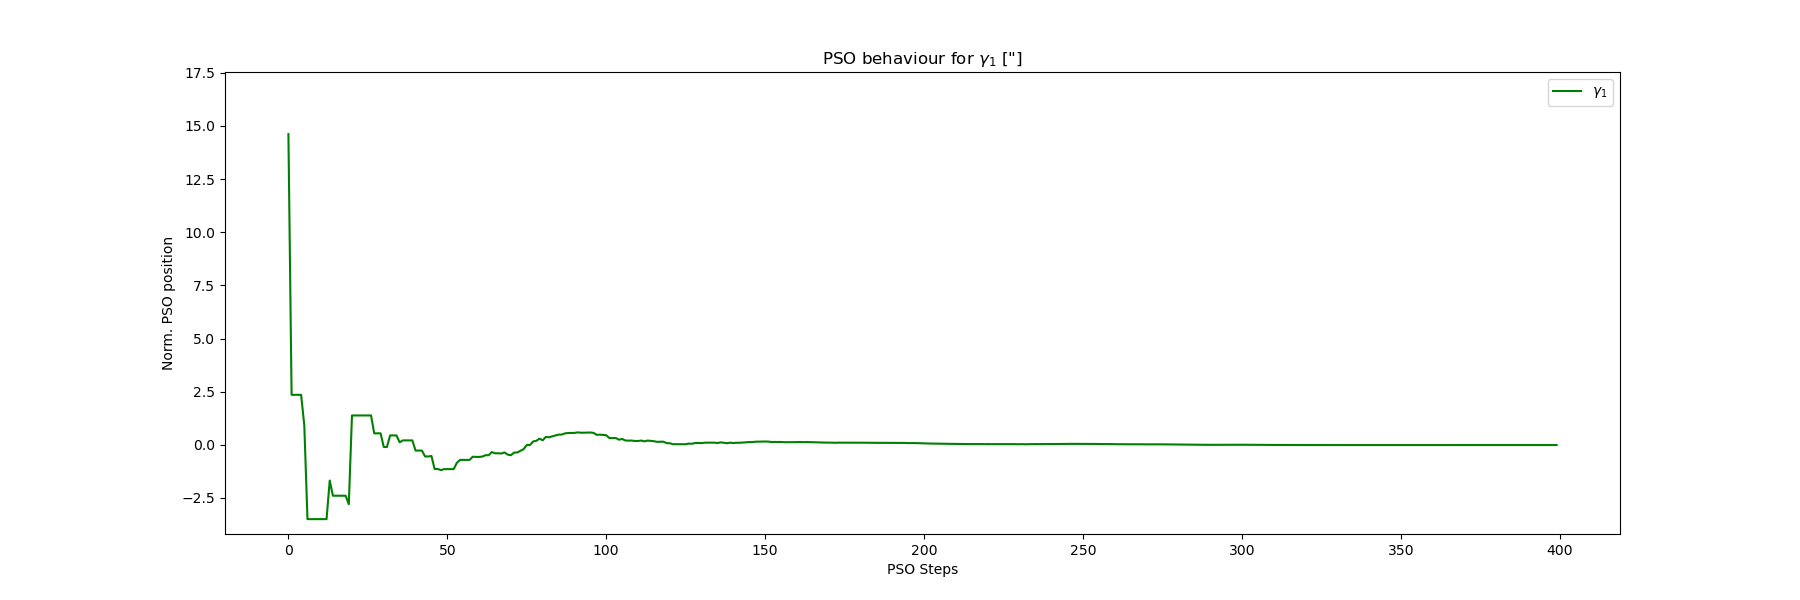 PSO behaviour for γ₁ ["]
17.5
15.0
12.5
10.0
7.5
5.0
2.5
0.0
−2.5
Norm. PSO position
γ₁
0 50 100 150 200 250 300 350 400
PSO Steps